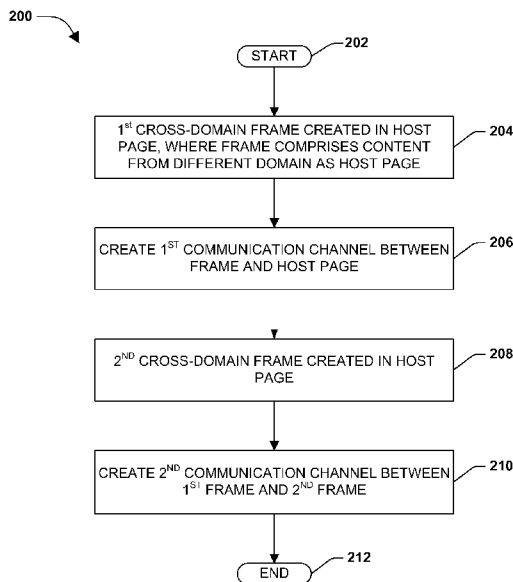 200
START
202
1st CROSS-DOMAIN FRAME CREATED IN HOST
PAGE, WHERE FRAME COMPRISES CONTENT
FROM DIFFERENT DOMAIN AS HOST PAGE
204
CREATE 1ST COMMUNICATION CHANNEL BETWEEN
FRAME AND HOST PAGE
206
2ND CROSS-DOMAIN FRAME CREATED IN HOST
PAGE
208
CREATE 2ND COMMUNICATION CHANNEL BETWEEN
1ST FRAME AND 2ND FRAME
210
END
212